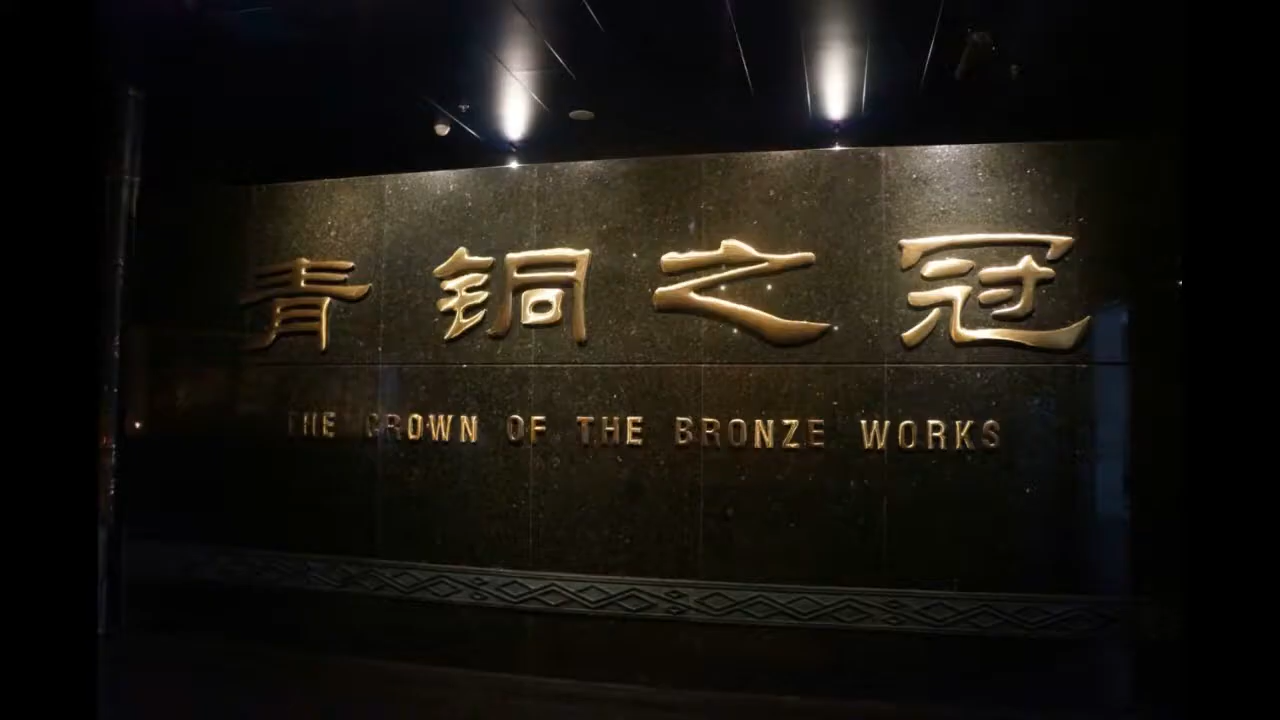 青铜之冠
THE CROWN OF THE BRONZE WORKS